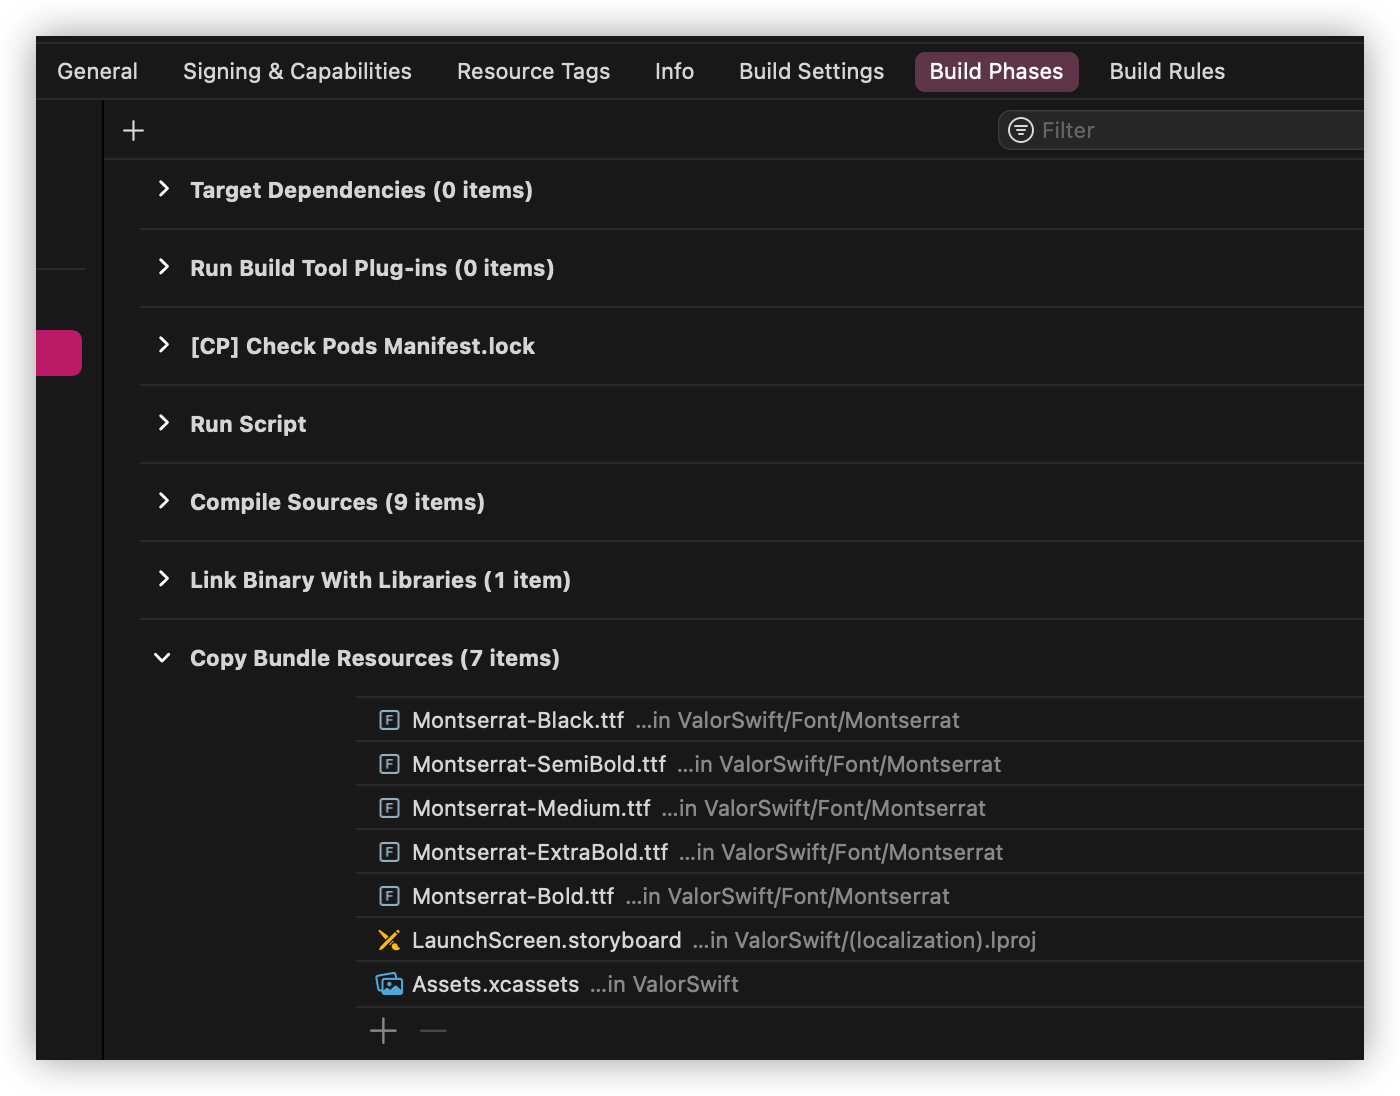 General Signing & Capabilities Resource Tags Info Build Settings Build Phases Build Rules
Filter
Target Dependencies (0 items)
Run Build Tool Plug-ins (0 items)
[CP] Check Pods Manifest.lock
Run Script
Compile Sources (9 items)
Link Binary With Libraries (1 item)
Copy Bundle Resources (7 items)
F Montserrat-Black.ttf ...in ValorSwift/Font/Montserrat
F Montserrat-SemiBold.ttf ...in ValorSwift/Font/Montserrat
F Montserrat-Medium.ttf ...in ValorSwift/Font/Montserrat
F Montserrat-ExtraBold.ttf ...in ValorSwift/Font/Montserrat
F Montserrat-Bold.ttf ...in ValorSwift/Font/Montserrat
LaunchScreen.storyboard ...in ValorSwift/(localization).lproj
Assets.xcassets ...in ValorSwift